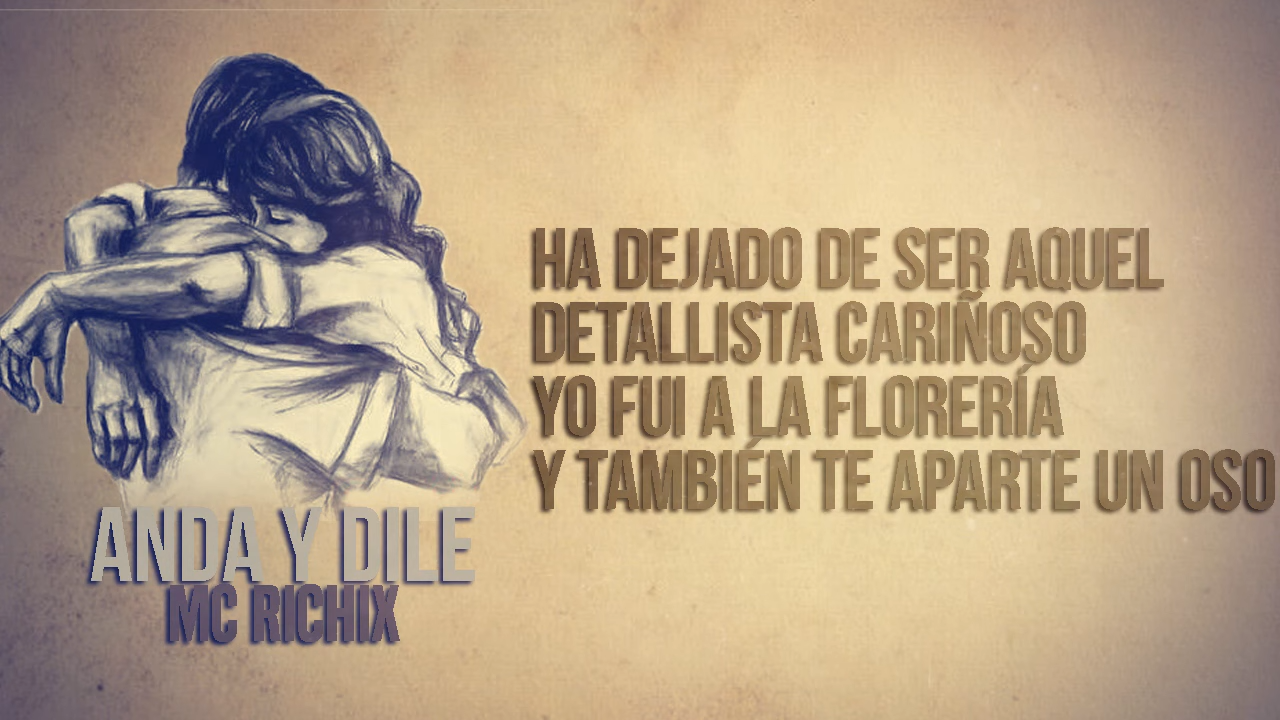 HA DEJADO DE SER AQUEL
DETALLISTA CARIÑOSO
YO FUI A LA FLORERÍA
Y TAMBIÉN TE APARTE UN OSO
ANDA Y DILE
MC RICHIX